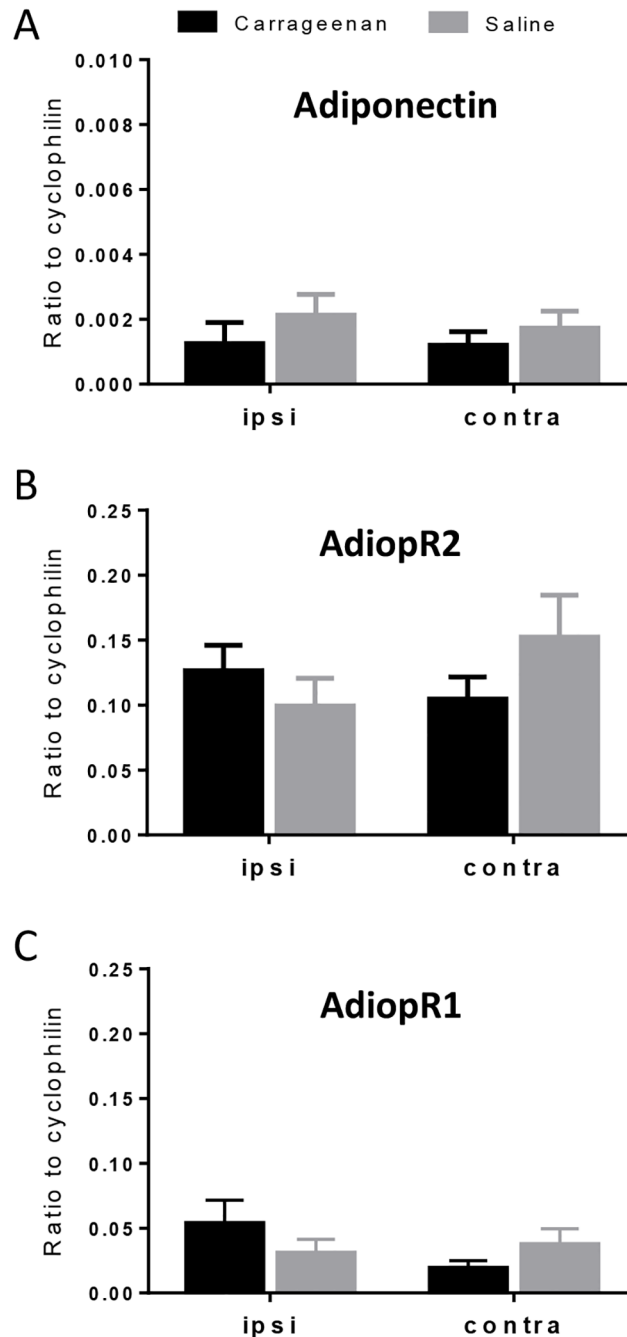 A
Carrageenan Saline
Adiponectin
Ratio to cyclophilin
0.010
0.008
0.006
0.004
0.002
0.000
ipsi contra
B
AdiopR2
Ratio to cyclophilin
0.25
0.20
0.15
0.10
0.05
0.00
ipsi contra
C
AdiopR1
Ratio to cyclophilin
0.25
0.20
0.15
0.10
0.05
0.00
ipsi contra